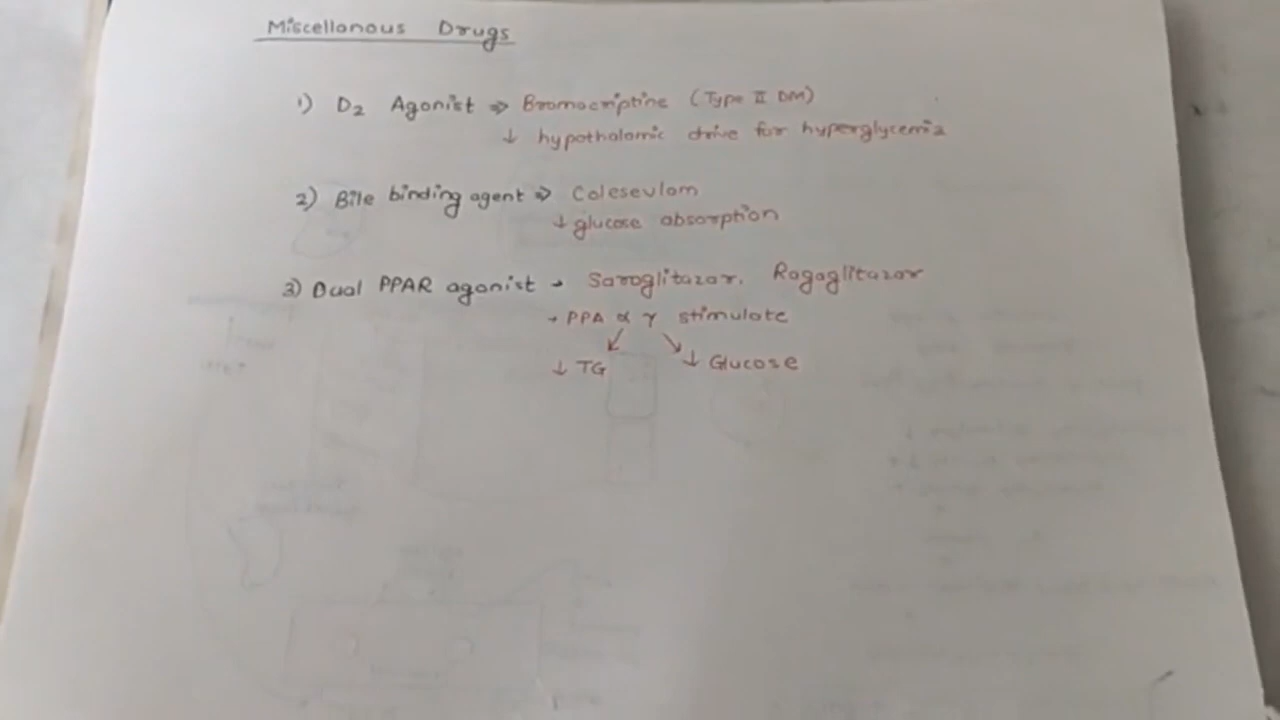 Miscellanous Drugs
1) D2 Agonist ⇒ Bromocriptine (Type II DM)
↓ hypothalamic drive for hyperglycemia
2) Bile binding agent ⇒ Colesevlam
↓ glucose absorption
3) Dual PPAR agonist → Saroglitazar, Ragaglitazar
→ PPA α γ stimulate
↓ TG ↓ Glucose